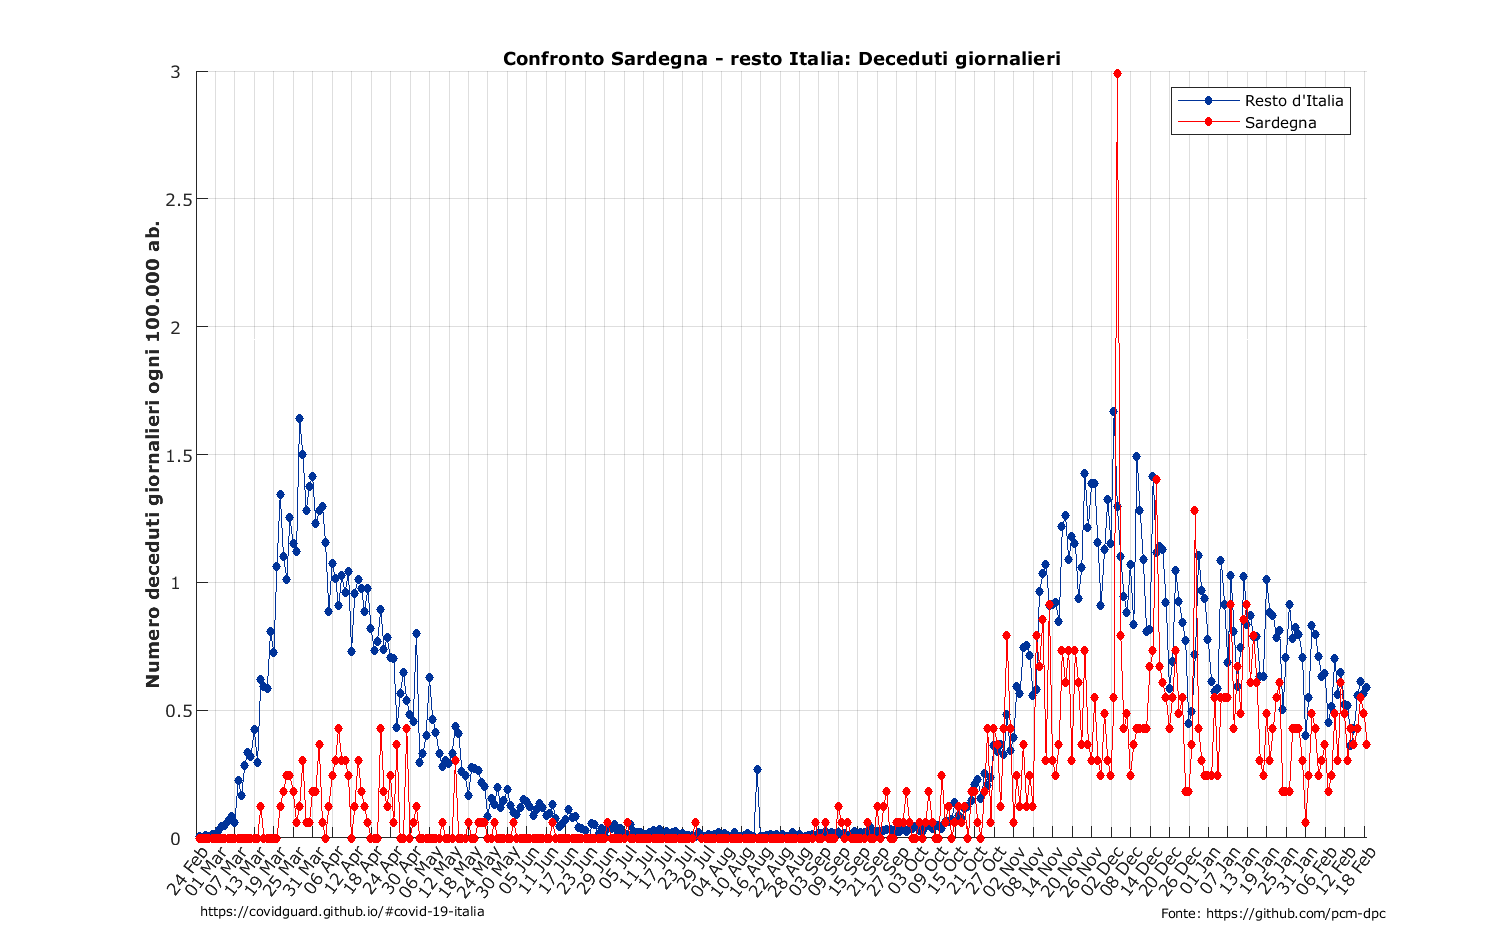 Confronto Sardegna - resto Italia: Deceduti giornalieri
Numero deceduti giornalieri ogni 100.000 ab.
3
2.5
2
1.5
1
0.5
0
Resto d'Italia
Sardegna
24 Feb
01 Mar
07 Mar
13 Mar
19 Mar
25 Mar
31 Mar
06 Apr
12 Apr
18 Apr
24 Apr
30 Apr
06 May
12 May
18 May
24 May
30 May
05 Jun
11 Jun
17 Jun
23 Jun
29 Jun
05 Jul
11 Jul
17 Jul
23 Jul
29 Jul
04 Aug
10 Aug
16 Aug
22 Aug
28 Aug
03 Sep
09 Sep
15 Sep
21 Sep
27 Sep
03 Oct
09 Oct
15 Oct
21 Oct
27 Oct
02 Nov
08 Nov
14 Nov
20 Nov
26 Nov
02 Dec
08 Dec
14 Dec
20 Dec
26 Dec
01 Jan
07 Jan
13 Jan
19 Jan
25 Jan
31 Jan
06 Feb
12 Feb
18 Feb
https://covidguard.github.io/#covid-19-italia
Fonte: https://github.com/pcm-dpc